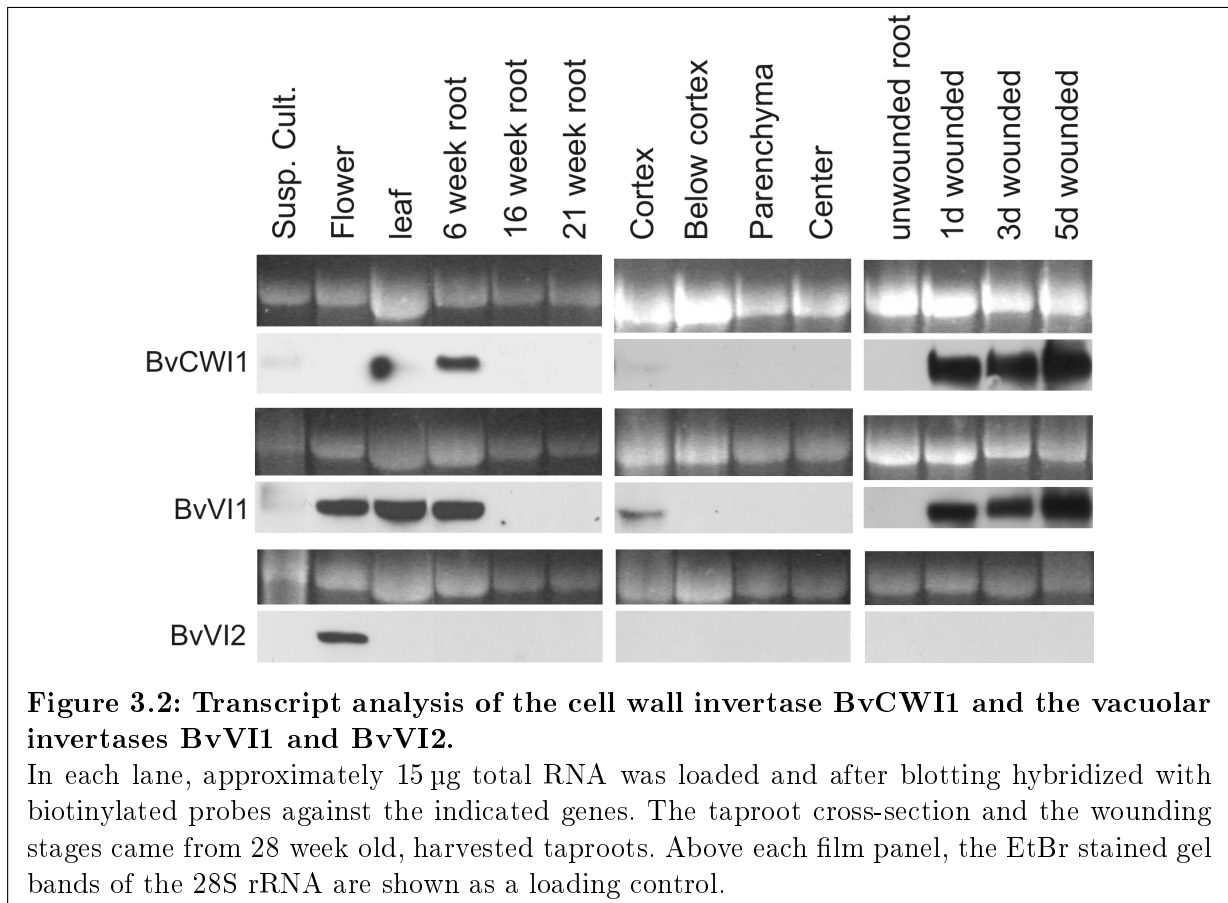 Susp. Cult.
Flower
leaf
6 week root
16 week root
21 week root
Cortex
Below cortex
Parenchyma
Center
unwounded root
1d wounded
3d wounded
5d wounded
BvCWI1
BvVI1
BvVI2
Figure 3.2: Transcript analysis of the cell wall invertase BvCWI1 and the vacuolar
invertases BvVI1 and BvVI2.
In each lane, approximately 15 µg total RNA was loaded and after blotting hybridized with
biotinylated probes against the indicated genes. The taproot cross-section and the wounding
stages came from 28 week old, harvested taproots. Above each film panel, the EtBr stained gel
bands of the 28S rRNA are shown as a loading control.